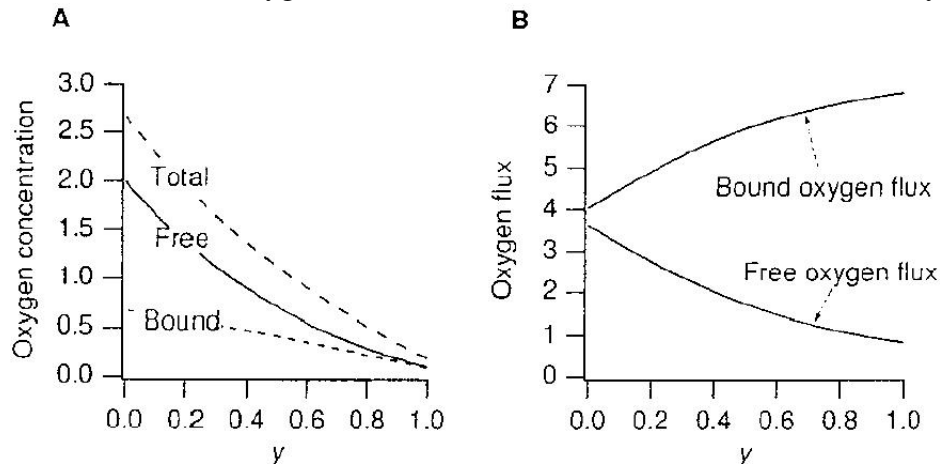 A
Oxygen concentration
3.0
2.5
2.0
1.5
1.0
0.5
0.0
Total
Free
Bound
0.0 0.2 0.4 0.6 0.8 1.0
y
B
Oxygen flux
7
6
5
4
3
2
1
0
Bound oxygen flux
Free oxygen flux
0.0 0.2 0.4 0.6 0.8 1.0
y